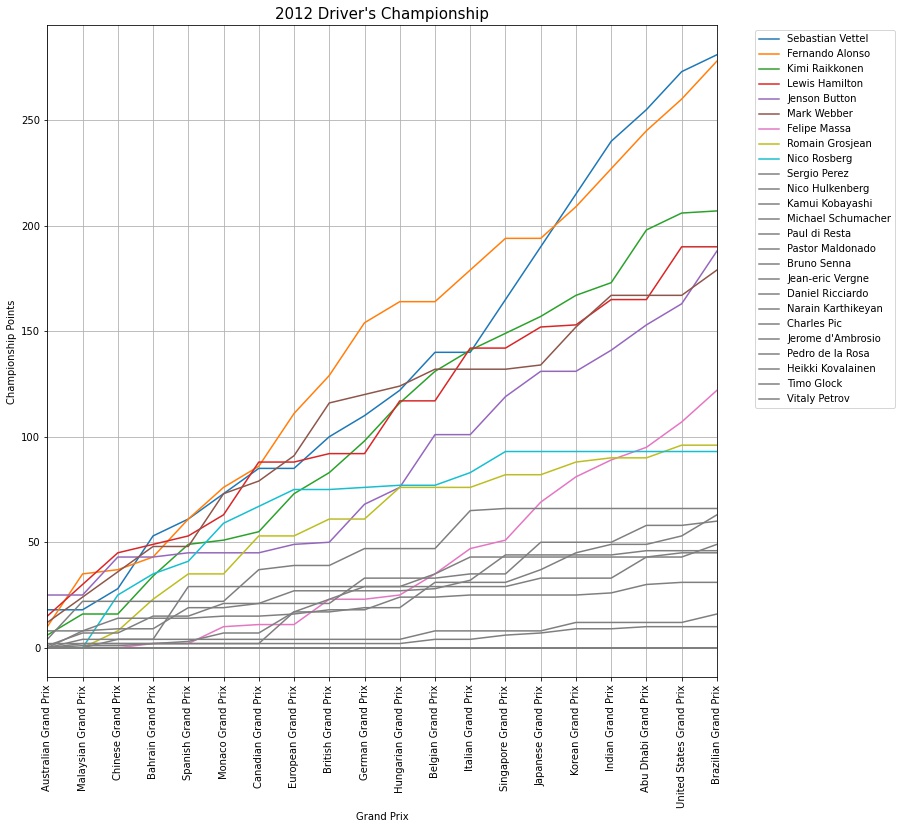 2012 Driver's Championship
Championship Points
250
200
150
100
50
0
Australian Grand Prix
Malaysian Grand Prix
Chinese Grand Prix
Bahrain Grand Prix
Spanish Grand Prix
Monaco Grand Prix
Canadian Grand Prix
European Grand Prix
British Grand Prix
German Grand Prix
Hungarian Grand Prix
Belgian Grand Prix
Italian Grand Prix
Singapore Grand Prix
Japanese Grand Prix
Korean Grand Prix
Indian Grand Prix
Abu Dhabi Grand Prix
United States Grand Prix
Brazilian Grand Prix
Grand Prix
Sebastian Vettel
Fernando Alonso
Kimi Raikkonen
Lewis Hamilton
Jenson Button
Mark Webber
Felipe Massa
Romain Grosjean
Nico Rosberg
Sergio Perez
Nico Hulkenberg
Kamui Kobayashi
Michael Schumacher
Paul di Resta
Pastor Maldonado
Bruno Senna
Jean-eric Vergne
Daniel Ricciardo
Narain Karthikeyan
Charles Pic
Jerome d'Ambrosio
Pedro de la Rosa
Heikki Kovalainen
Timo Glock
Vitaly Petrov